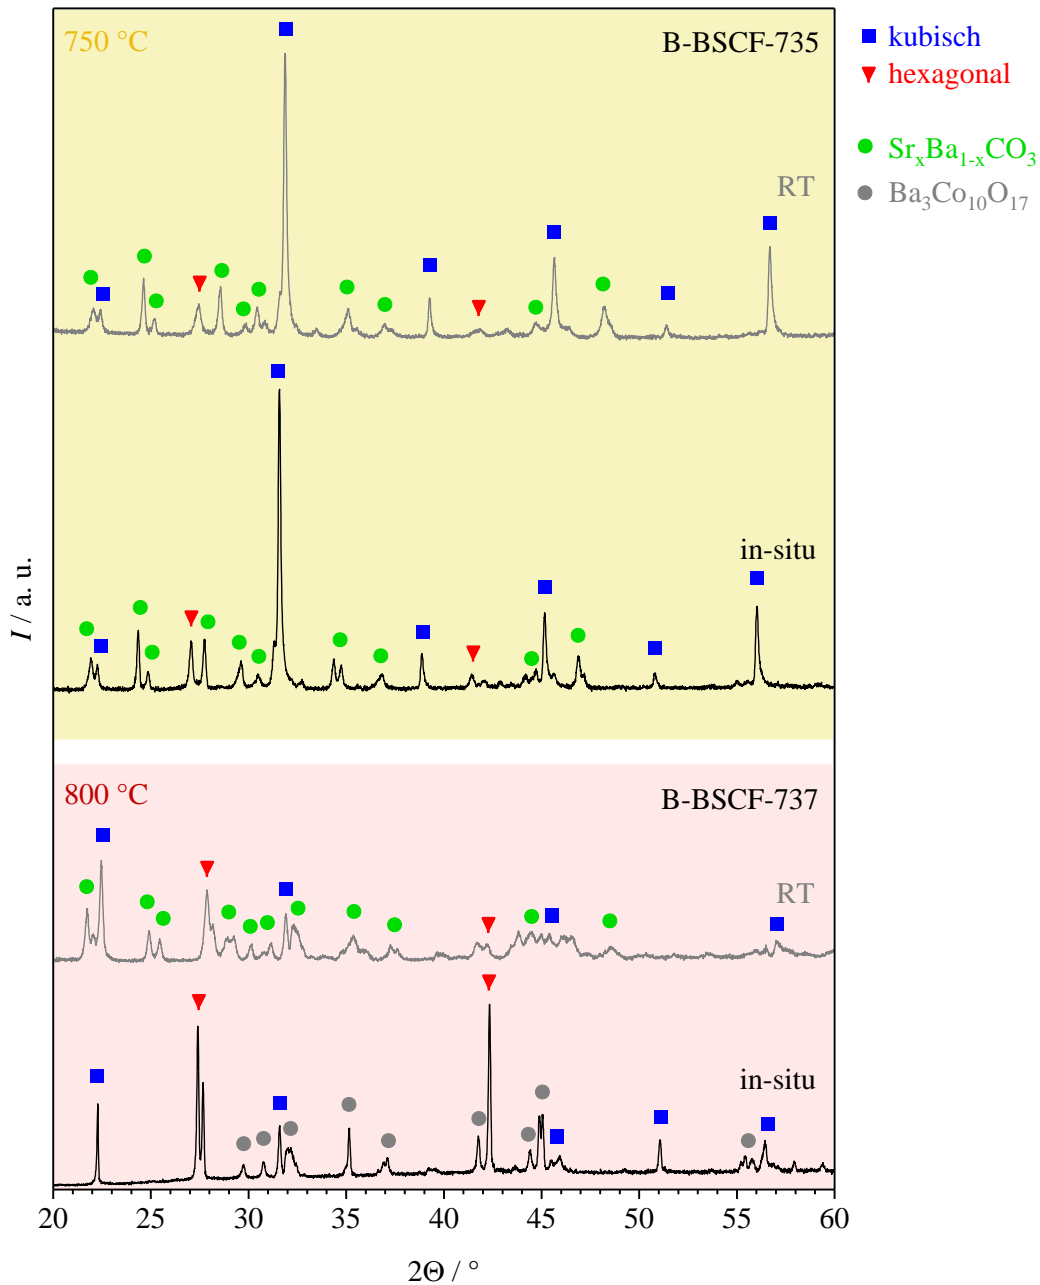 750 °C
B-BSCF-735
kubisch
hexagonal
SrₓBa₁₋ₓCO₃
Ba₃Co₁₀O₁₇
RT
in-situ
I / a. u.
800 °C
B-BSCF-737
RT
in-situ
20 25 30 35 40 45 50 55 60
2Θ / °